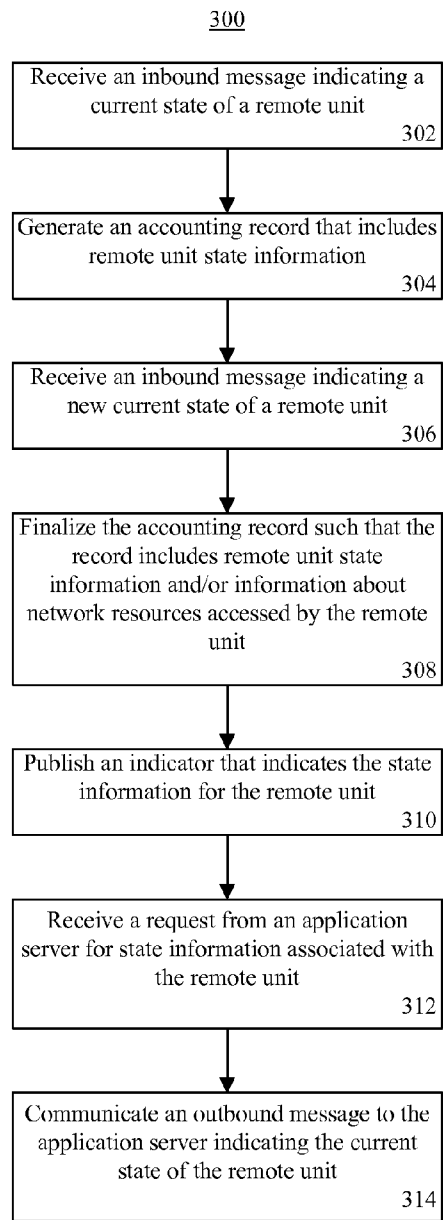 300
Receive an inbound message indicating a
current state of a remote unit
302
Generate an accounting record that includes
remote unit state information
304
Receive an inbound message indicating a
new current state of a remote unit
306
Finalize the accounting record such that the
record includes remote unit state
information and/or information about
network resources accessed by the remote
unit
308
Publish an indicator that indicates the state
information for the remote unit
310
Receive a request from an application
server for state information associated with
the remote unit
312
Communicate an outbound message to the
application server indicating the current
state of the remote unit
314